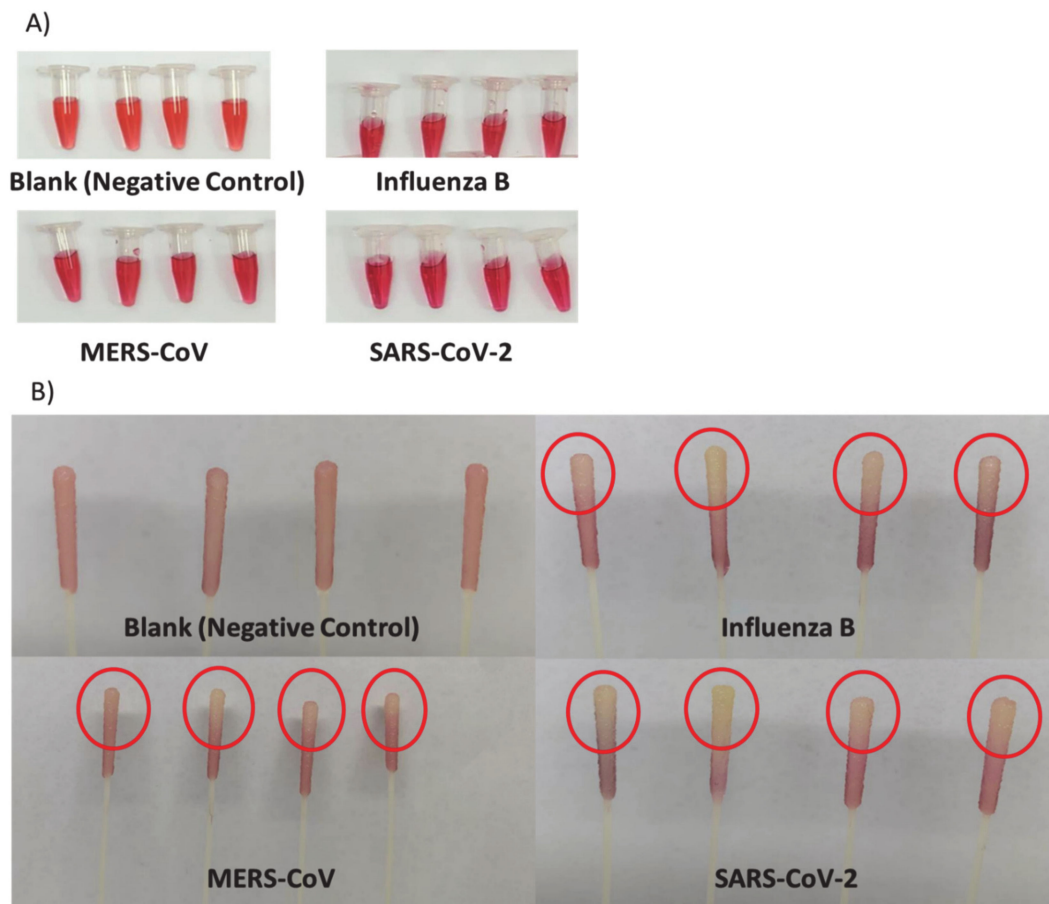 A)
Blank (Negative Control)
Influenza B
MERS-CoV
SARS-CoV-2
B)
Blank (Negative Control)
Influenza B
MERS-CoV
SARS-CoV-2